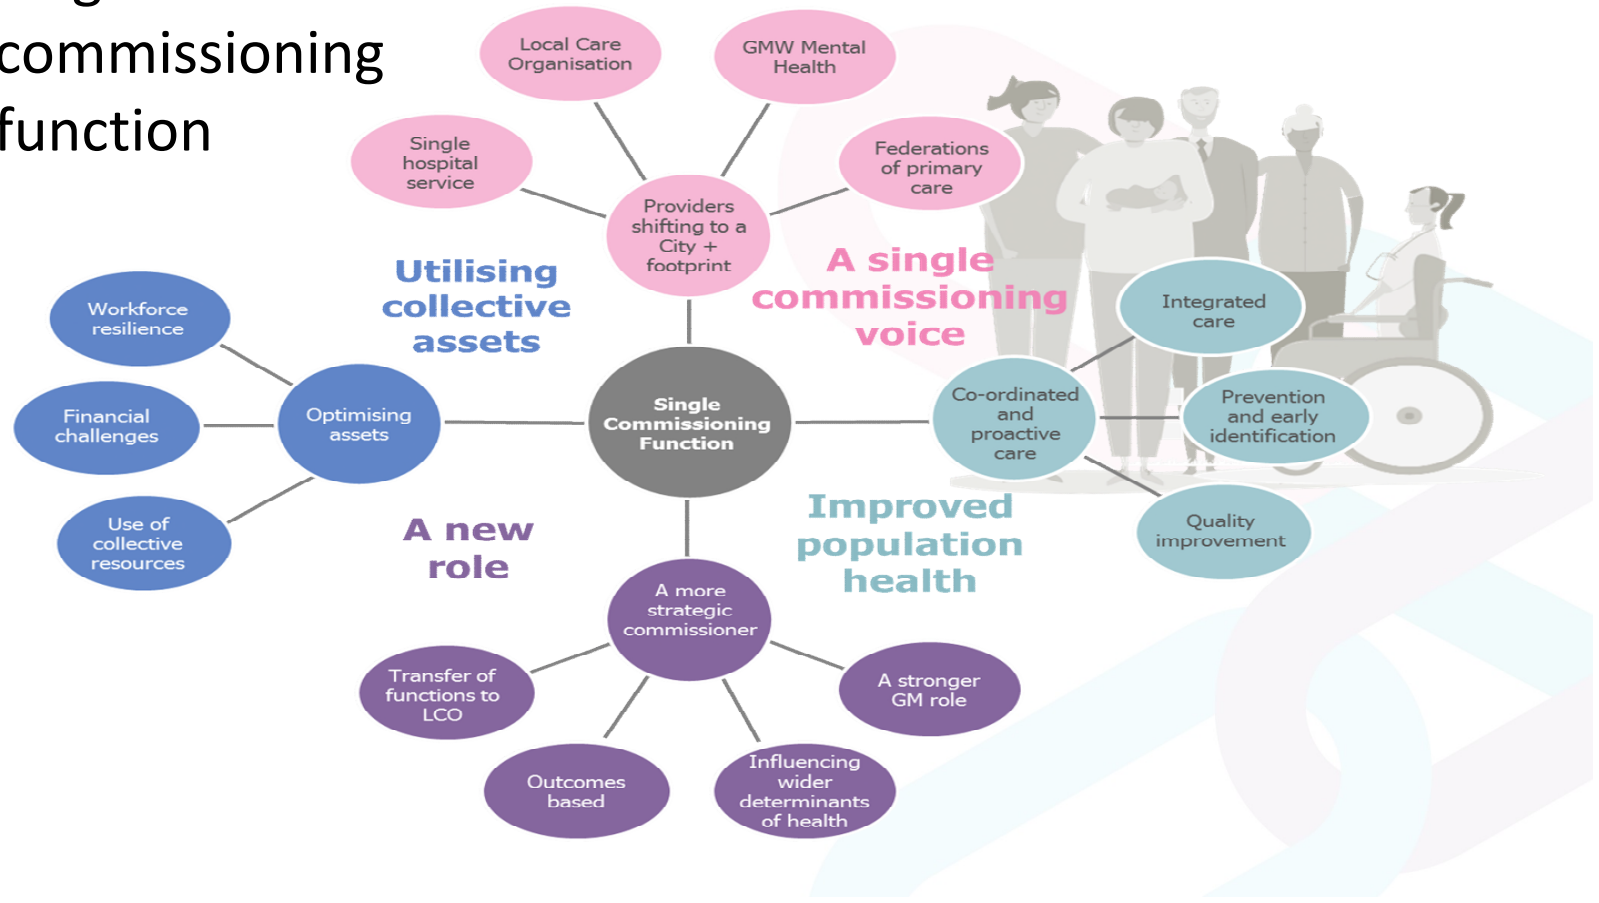 commissioning
function
Local Care
Organisation
GMW Mental
Health
Single
hospital
service
Federations
of primary
care
Providers
shifting to a
City +
footprint
Utilising
collective
assets
A single
commissioning
voice
Workforce
resilience
Financial
challenges
Use of
collective
resources
Optimising
assets
Single
Commissioning
Function
Co-ordinated
and
proactive
care
Integrated
care
Prevention
and early
identification
Quality
improvement
A new
role
Improved
population
health
A more
strategic
commissioner
Transfer of
functions to
LCO
Outcomes
based
Influencing
wider
determinants
of health
A stronger
GM role